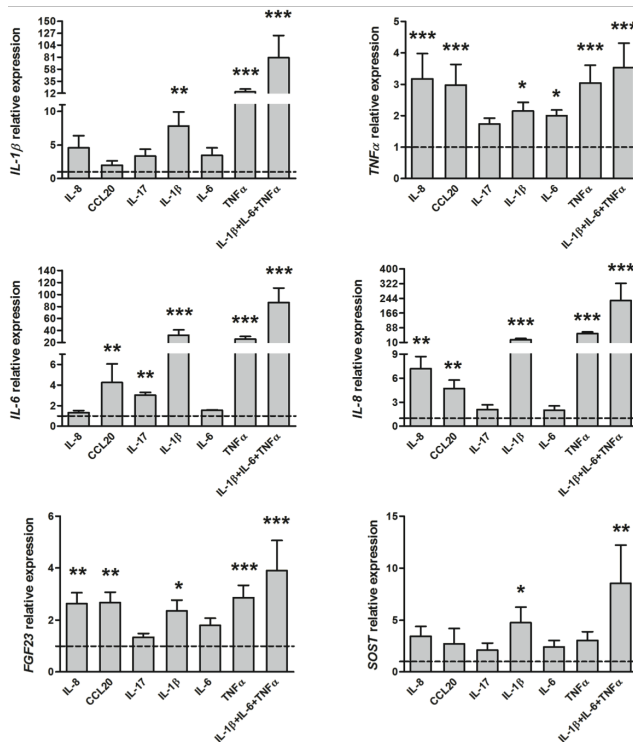 IL-1β relative expression
150
127
104
81
58
35
12
10
5
0
** *** ***
IL-8 CCL20 IL-17 IL-1β IL-6 TNFα IL-1β+IL-6+TNFα
TNFα relative expression
5
4
3
2
1
0
*** *** * * *** ***
IL-8 CCL20 IL-17 IL-1β IL-6 TNFα IL-1β+IL-6+TNFα
IL-6 relative expression
140
120
100
80
60
40
20
6
4
2
0
** ** *** *** ***
IL-8 CCL20 IL-17 IL-1β IL-6 TNFα IL-1β+IL-6+TNFα
IL-8 relative expression
400
322
244
166
88
10
9
6
3
0
** ** *** *** ***
IL-8 CCL20 IL-17 IL-1β IL-6 TNFα IL-1β+IL-6+TNFα
FGF23 relative expression
6
4
2
0
** ** * *** ***
IL-8 CCL20 IL-17 IL-1β IL-6 TNFα IL-1β+IL-6+TNFα
SOST relative expression
15
10
5
0
* **
IL-8 CCL20 IL-17 IL-1β IL-6 TNFα IL-1β+IL-6+TNFα